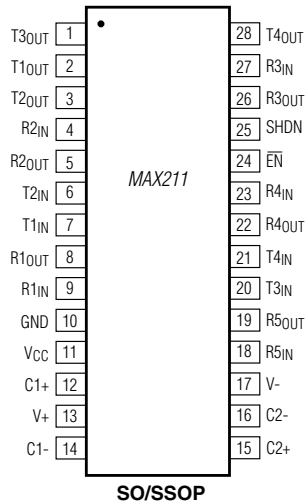 T3OUT 1 28 T4OUT
T1OUT 2 27 R3IN
T2OUT 3 26 R3OUT
R2IN 4 25 SHDN
R2OUT 5 24 E̅N̅
T2IN 6 23 R4IN
T1IN 7 22 R4OUT
R1OUT 8 21 T4IN
R1IN 9 20 T3IN
GND 10 19 R5OUT
VCC 11 18 R5IN
C1+ 12 17 V-
V+ 13 16 C2-
C1- 14 15 C2+
MAX211
SO/SSOP